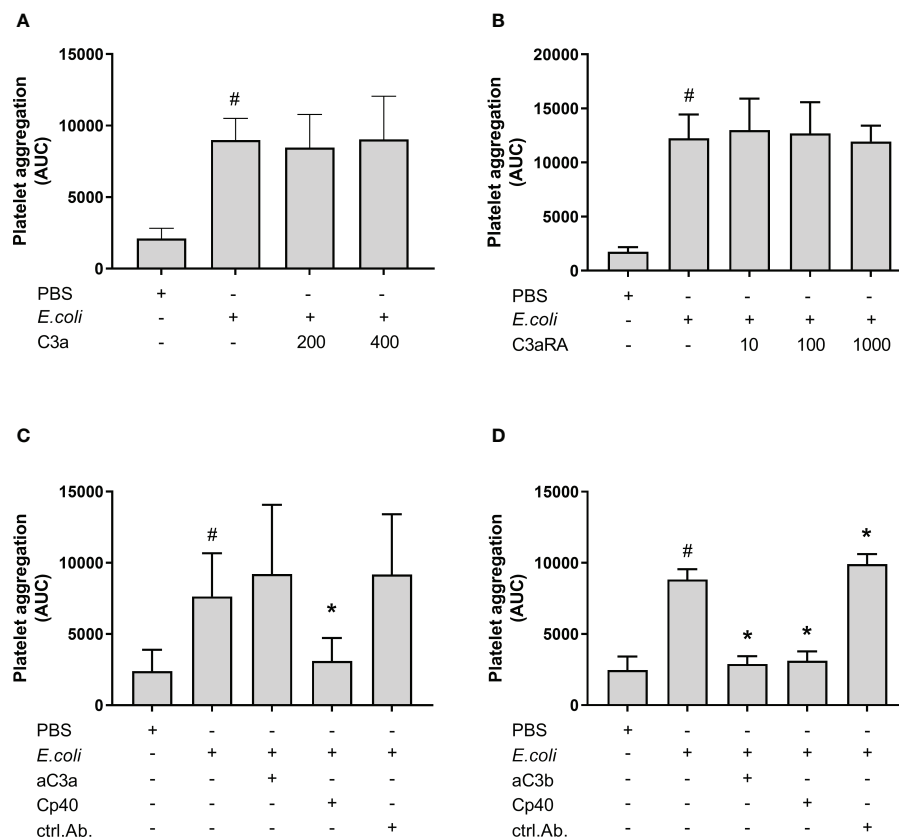 A
Platelet aggregation
(AUC)
15000
10000
5000
0
#
PBS + - - -
E.coli - + + +
C3a - - 200 400
B
Platelet aggregation
(AUC)
20000
15000
10000
5000
0
#
PBS + - - - -
E.coli - + + + +
C3aRA - - 10 100 1000
C
Platelet aggregation
(AUC)
15000
10000
5000
0
#
*
PBS + - - - -
E.coli - + + + +
aC3a - - + - -
Cp40 - - - + -
ctrl.Ab. - - - - +
D
Platelet aggregation
(AUC)
15000
10000
5000
0
#
* * *
PBS + - - - -
E.coli - + + + +
aC3b - - + - -
Cp40 - - - + -
ctrl.Ab. - - - - +